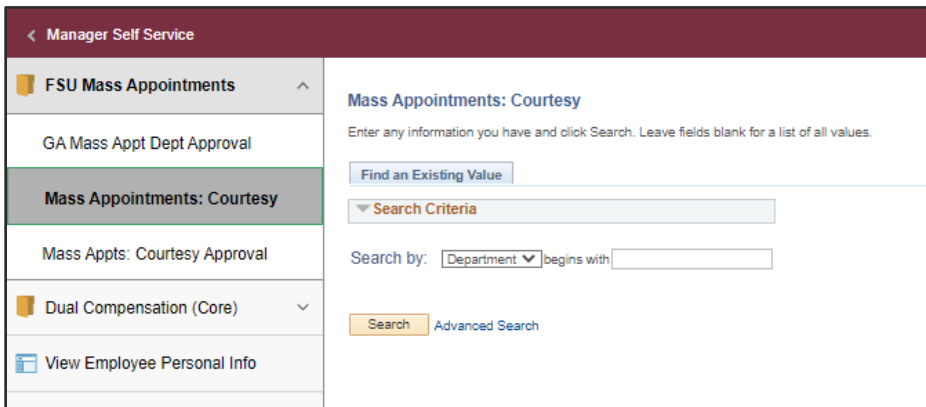 Manager Self Service
FSU Mass Appointments
GA Mass Appt Dept Approval
Mass Appointments: Courtesy
Mass Appts: Courtesy Approval
Dual Compensation (Core)
View Employee Personal Info
Mass Appointments: Courtesy
Enter any information you have and click Search. Leave fields blank for a list of all values.
Find an Existing Value
Search Criteria
Search by: Department begins with
Search Advanced Search